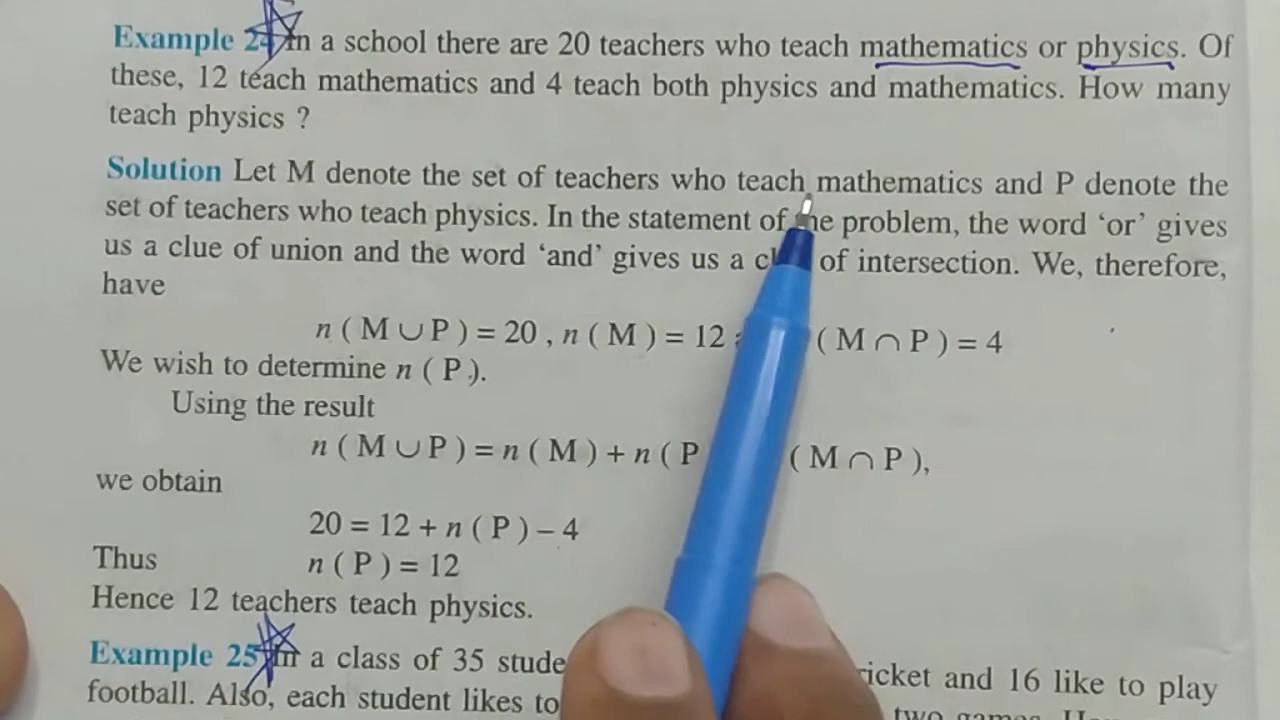 Example 24 In a school there are 20 teachers who teach mathematics or physics. Of
these, 12 teach mathematics and 4 teach both physics and mathematics. How many
teach physics ?
Solution Let M denote the set of teachers who teach mathematics and P denote the
set of teachers who teach physics. In the statement of the problem, the word ‘or’ gives
us a clue of union and the word ‘and’ gives us a of intersection. We, therefore,
have
n ( M ∪ P ) = 20 , n ( M ) = 12 ( M ∩ P ) = 4
We wish to determine n ( P ).
Using the result
n ( M ∪ P ) = n ( M ) + n ( P ( M ∩ P ),
we obtain
20 = 12 + n ( P ) – 4
Thus n ( P ) = 12
Hence 12 teachers teach physics.
Example 25 In a class of 35 and 16 like to play
football. Also, each student likes to two games.